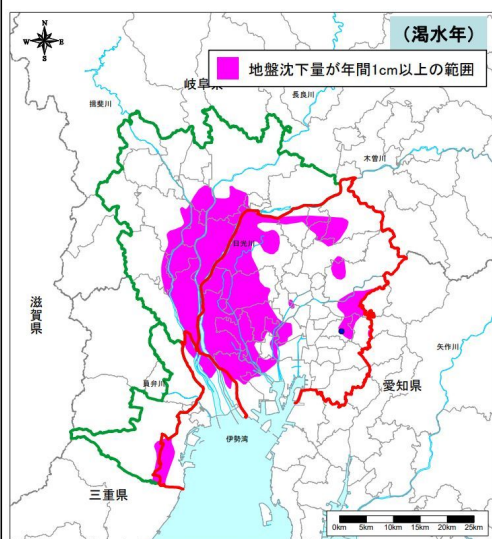 N
W
E
S
(渇水年)
地盤沈下量が年間1cm以上の範囲
岐阜県
揖斐川
長良川
木曽川
日光川
滋賀県
矢作川
愛知県
員弁川
伊勢湾
三重県
0km 5km 10km 15km 20km 25km